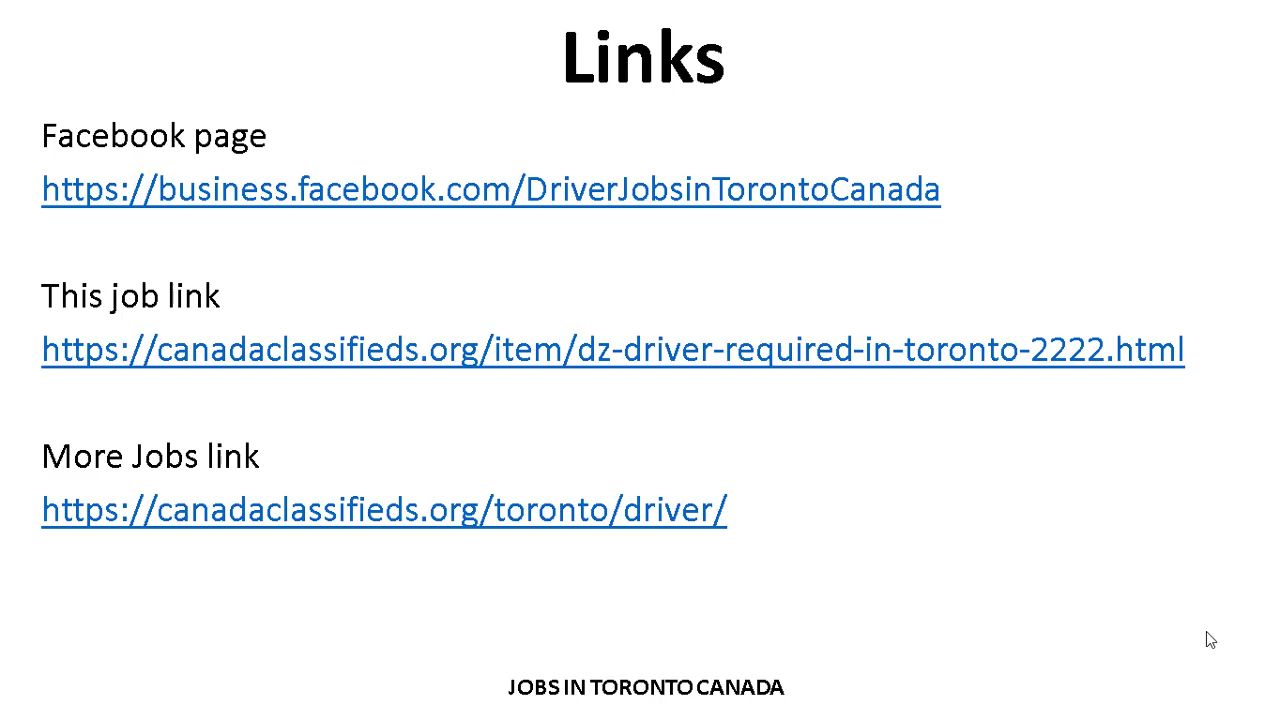 Links
Facebook page
https://business.facebook.com/DriverJobsinTorontoCanada
This job link
https://canadaclassifieds.org/item/dz-driver-required-in-toronto-2222.html
More Jobs link
https://canadaclassifieds.org/toronto/driver/
JOBS IN TORONTO CANADA